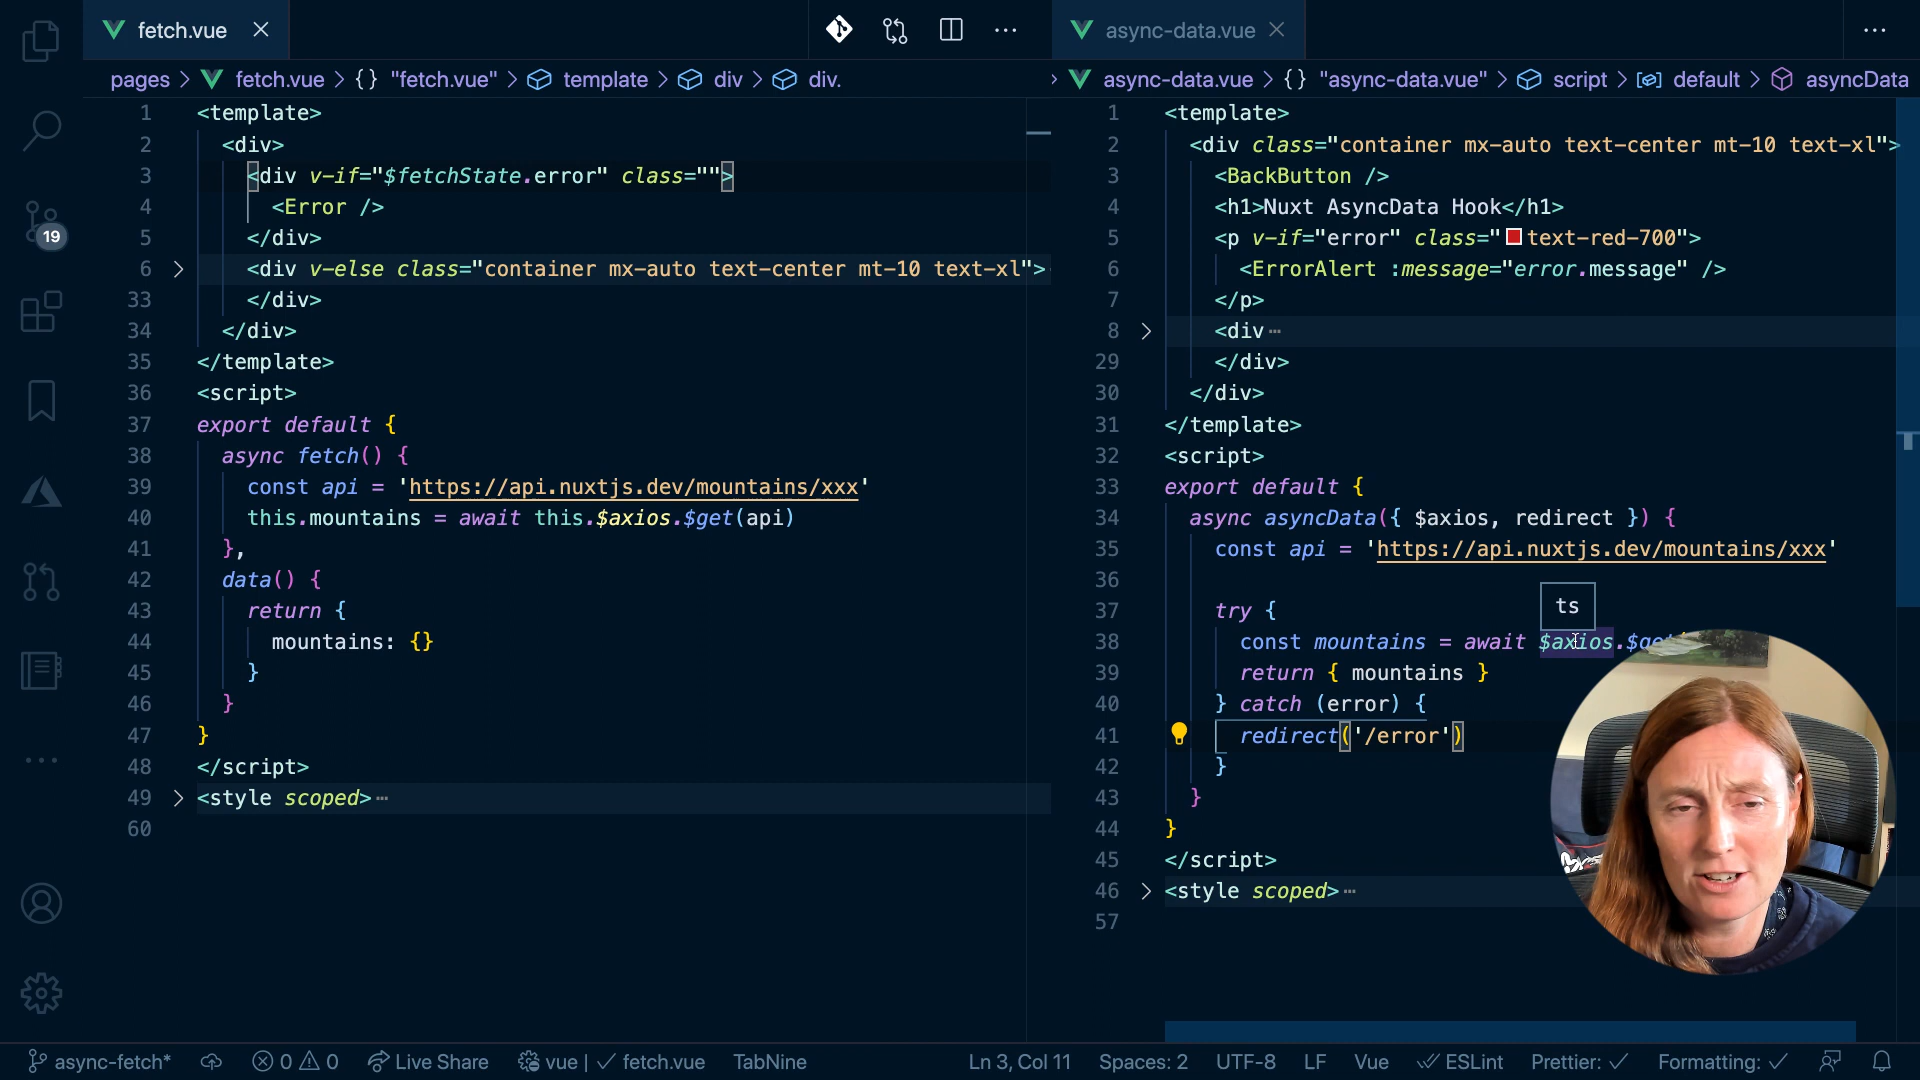 fetch.vue
async-data.vue
pages > fetch.vue > {} "fetch.vue" > template > div > div.
> async-data.vue > {} "async-data.vue" > script > default > asyncData
1 <template>
2 <div>
3 <div v-if="$fetchState.error" class="">
4 <Error />
5 </div>
6 <div v-else class="container mx-auto text-center mt-10 text-xl">
33 </div>
34 </div>
35 </template>
36 <script>
37 export default {
38 async fetch() {
39 const api = 'https://api.nuxtjs.dev/mountains/xxx'
40 this.mountains = await this.$axios.$get(api)
41 },
42 data() {
43 return {
44 mountains: {}
45 }
46 }
47 }
48 </script>
49 <style scoped>
60
1 <template>
2 <div class="container mx-auto text-center mt-10 text-xl">
3 <BackButton />
4 <h1>Nuxt AsyncData Hook</h1>
5 <p v-if="error" class="text-red-700">
6 <ErrorAlert :message="error.message" />
7 </p>
8 <div
29 </div>
30 </div>
31 </template>
32 <script>
33 export default {
34 async asyncData({ $axios, redirect }) {
35 const api = 'https://api.nuxtjs.dev/mountains/xxx'
36
37 try {
ts
38 const mountains = await $axios.
39 return { mountains }
40 } catch (error) {
41 redirect('/error')
42 }
43 }
44 }
45 </script>
46 <style scoped>
57
19
async-fetch* 0 0 Live Share vue | ✓ fetch.vue TabNine Ln 3, Col 11 Spaces: 2 UTF-8 LF Vue ESLint Prettier: ✓ Formatting: ✓